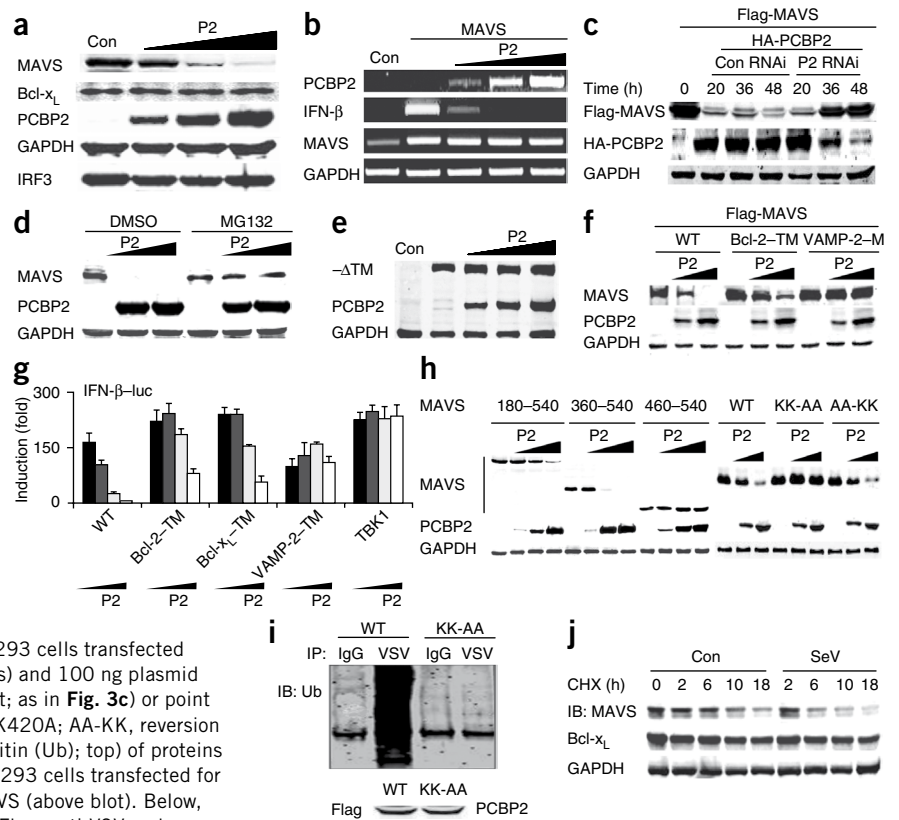 a
P2
Con
MAVS
Bcl-xL
PCBP2
GAPDH
IRF3
b
MAVS
P2
Con
PCBP2
IFN-β
MAVS
GAPDH
c
Flag-MAVS
HA-PCBP2
Con RNAi P2 RNAi
Time (h) 0 20 36 48 20 36 48
Flag-MAVS
HA-PCBP2
GAPDH
d
DMSO MG132
P2 P2
MAVS
PCBP2
GAPDH
e
P2
Con
–ΔTM
PCBP2
GAPDH
f
Flag-MAVS
WT Bcl-2–TM VAMP-2–M
P2 P2 P2
MAVS
PCBP2
GAPDH
g
IFN-β–luc
Induction (fold)
300
150
0
WT Bcl-2–TM Bcl-xL–TM VAMP-2–TM TBK1
P2 P2 P2 P2 P2
h
MAVS 180–540 360–540 460–540 WT KK-AA AA-KK
P2 P2 P2 P2 P2 P2
MAVS
PCBP2
GAPDH
293 cells transfected
s) and 100 ng plasmid
t; as in Fig. 3c) or point
K420A; AA-KK, reversion
itin (Ub); top) of proteins
293 cells transfected for
VS (above blot). Below,
i
WT KK-AA
IP: IgG VSV IgG VSV
IB: Ub
WT KK-AA
Flag PCBP2
j
Con SeV
CHX (h) 0 2 6 10 18 2 6 10 18
IB: MAVS
Bcl-xL
GAPDH